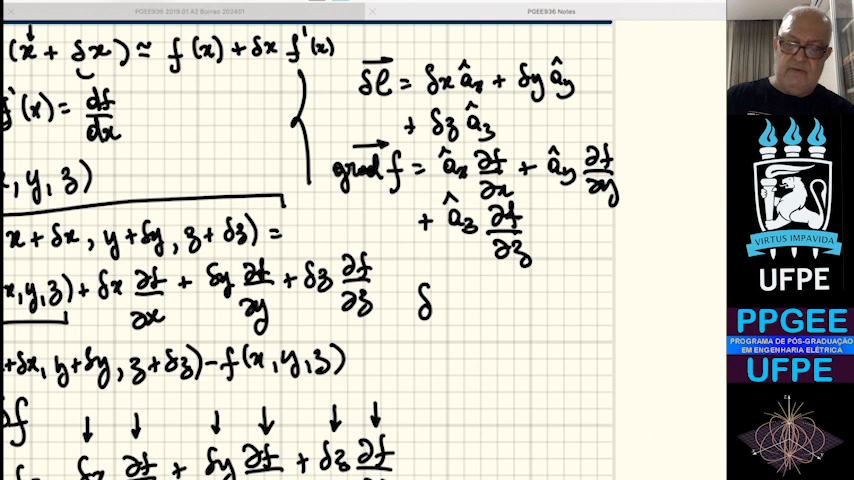 PGEE936 2019.01 A2 Borrao 202401
PGEE936 Notes
(x + δx) ≃ f(x) + δx f'(x)
f'(x) = df/dx
, y, z)
x + δx, y + δy, z + δz) =
x, y, z) + δx ∂f/∂x + δy ∂f/∂y + δz ∂f/∂z
+δx, y+δy, z+δz) - f(x, y, z)
δf
δx ∂f + δy ∂f + δz ∂f
δℓ = δx âx + δy ây
+ δz âz
grad f = âx ∂f/∂x + ây ∂f/∂y
+ âz ∂f/∂z
δ
VIRTUS IMPAVIDA
UFPE
PPGEE
PROGRAMA DE PÓS-GRADUAÇÃO
EM ENGENHARIA ELÉTRICA
UFPE